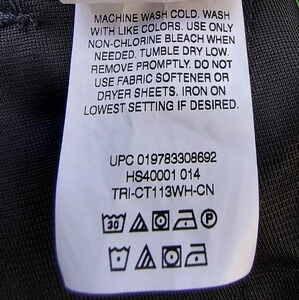 MACHINE WASH COLD. WASH
WITH LIKE COLORS. USE ONLY
NON-CHLORINE BLEACH WHEN
NEEDED. TUMBLE DRY LOW.
REMOVE PROMPTLY. DO NOT
USE FABRIC SOFTENER OR
DRYER SHEETS. IRON ON
LOWEST SETTING IF DESIRED.
UPC 019783308692
HS40001 014
TRI-CT113WH-CN
30 P